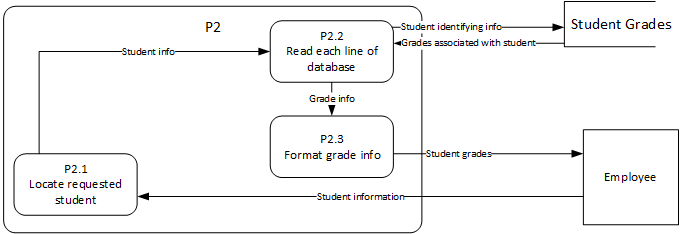 P2
P2.2
Read each line of
database
Student identifying info
Grades associated with student
Student Grades
Student info
Grade info
P2.3
Format grade info
Student grades
Employee
P2.1
Locate requested
student
Student information